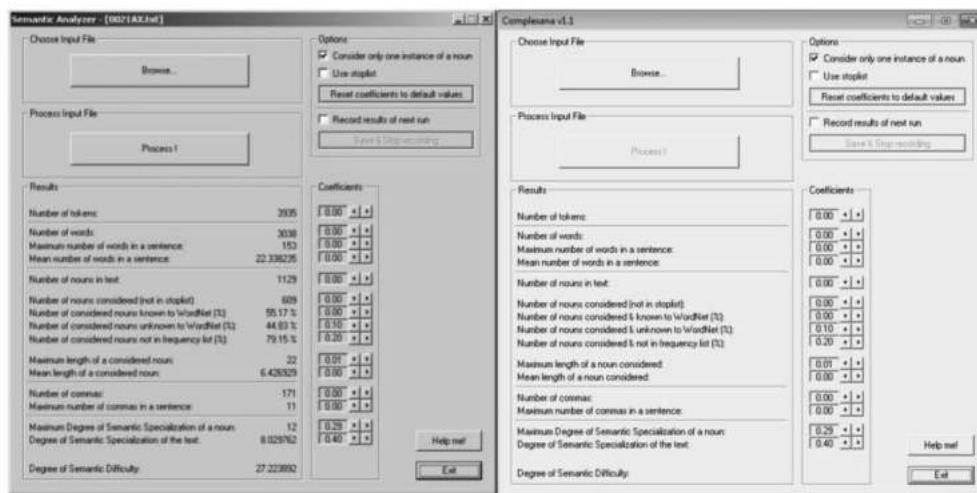 Semantic Analyzer - [0021AX.txt]
Choose Input File
Browse...
Process Input File
Process !
Options
Consider only one instance of a noun
Use stoplist
Reset coefficients to default values
Record results of next run
Save & Stop recording
Results
Coefficients
Number of tokens: 3935 0.00
Number of words: 3038 0.00
Maximum number of words in a sentence: 153 0.00
Mean number of words in a sentence: 22.338235 0.00
Number of nouns in text: 1129 0.00
Number of nouns considered (not in stoplist): 609 0.00
Number of considered nouns known to WordNet (%): 55.17 % 0.00
Number of considered nouns unknown to WordNet (%): 44.83 % 0.10
Number of considered nouns not in frequency list (%): 79.15 % 0.20
Maximum length of a considered noun: 22 0.01
Mean length of a considered noun: 6.426929 0.00
Number of commas: 171 0.00
Maximum number of commas in a sentence: 11 0.00
Maximum Degree of Semantic Specialization of a noun: 12 0.29
Degree of Semantic Specialization of the text: 8.029762 0.40
Degree of Semantic Difficulty: 27.223892
Help me!
Exit
Complexana v1.1
Choose Input File
Browse...
Process Input File
Process !
Options
Consider only one instance of a noun
Use stoplist
Reset coefficients to default values
Record results of next run
Save & Stop recording
Results
Coefficients
Number of tokens: 0.00
Number of words: 0.00
Maximum number of words in a sentence: 0.00
Mean number of words in a sentence: 0.00
Number of nouns in text: 0.00
Number of nouns considered (not in stoplist): 0.00
Number of nouns considered & known to WordNet (%): 0.00
Number of nouns considered & unknown to WordNet (%): 0.10
Number of nouns considered & not in frequency list (%): 0.20
Maximum length of a noun considered: 0.01
Mean length of a noun considered: 0.00
Number of commas: 0.00
Maximum number of commas in a sentence: 0.00
Maximum Degree of Semantic Specialization of a noun: 0.29
Degree of Semantic Specialization of the text: 0.40
Degree of Semantic Difficulty:
Help me!
Exit